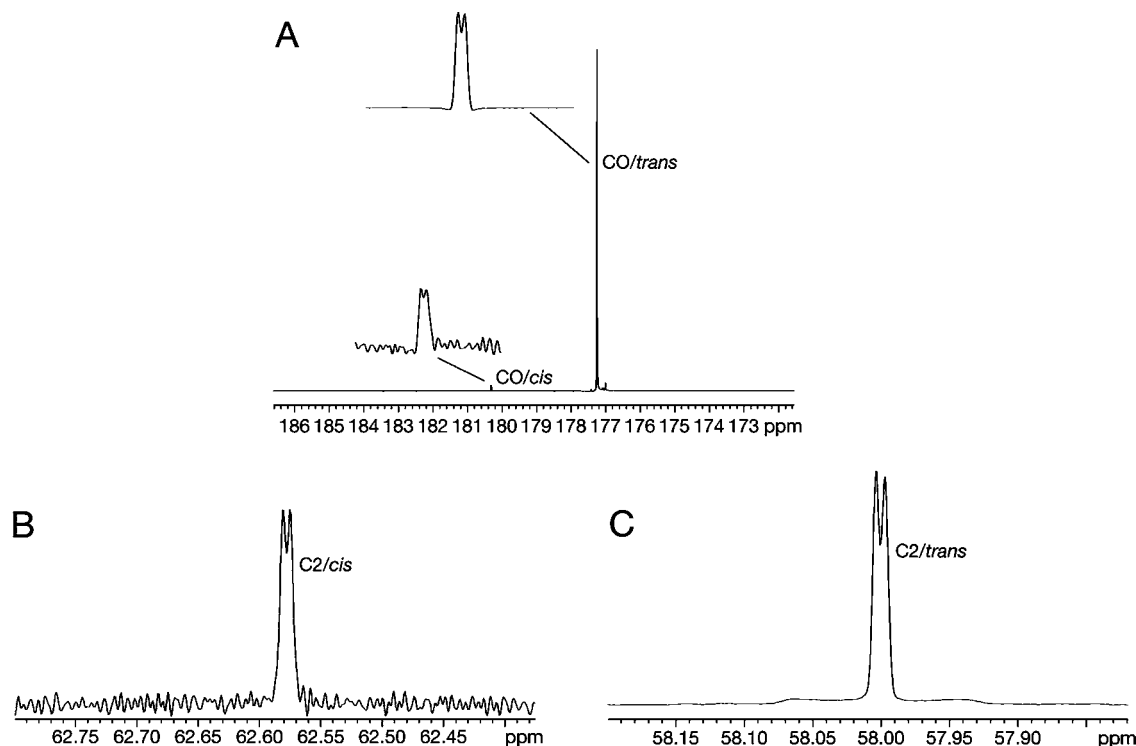 A
CO/trans
CO/cis
186 185 184 183 182 181 180 179 178 177 176 175 174 173 ppm
B
C2/cis
62.75 62.70 62.65 62.60 62.55 62.50 62.45 ppm
C
C2/trans
58.15 58.10 58.05 58.00 57.95 57.90 ppm